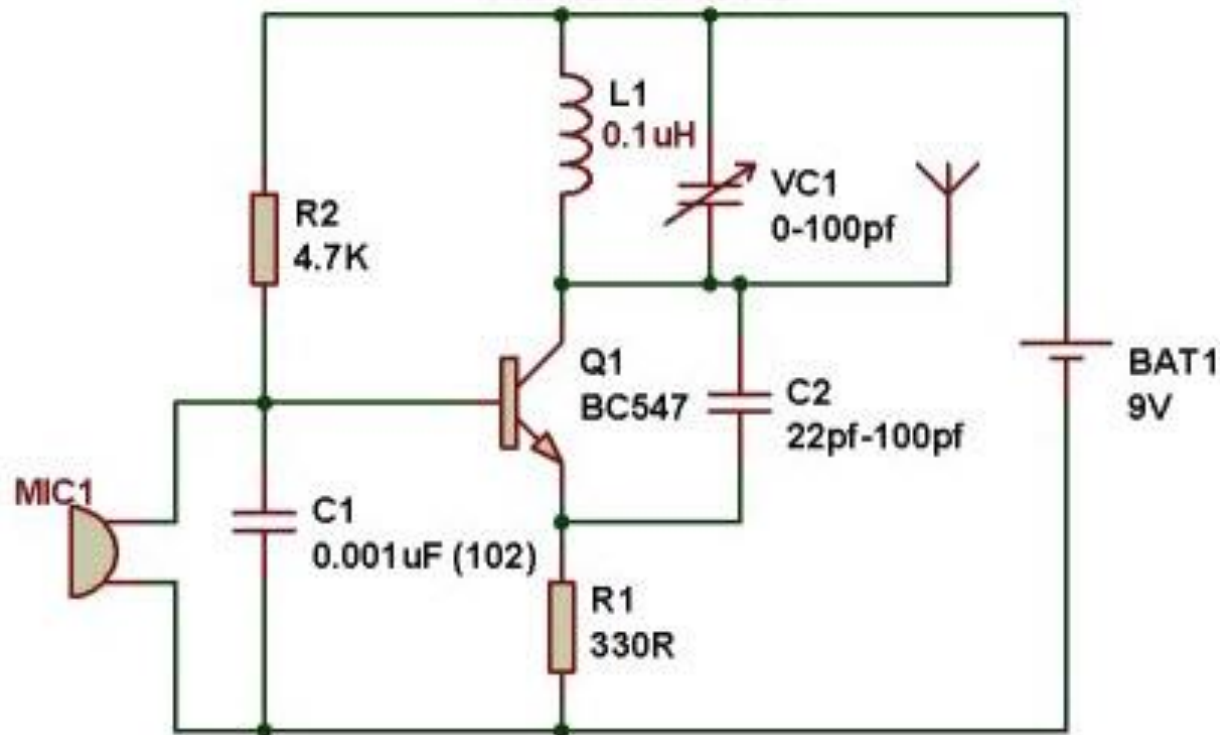 L1
0.1uH
VC1
0-100pf
R2
4.7K
Q1
BC547
C2
22pf-100pf
BAT1
9V
MIC1
C1
0.001uF (102)
R1
330R